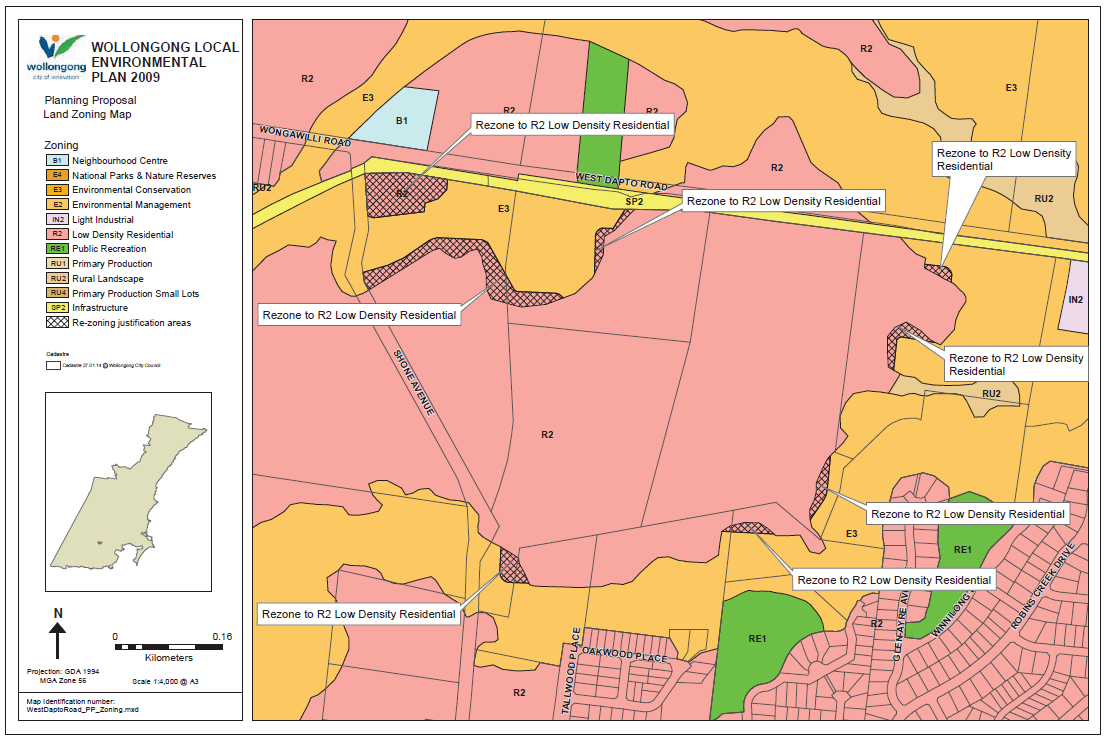 wollongong
city of innovation
WOLLONGONG LOCAL
ENVIRONMENTAL
PLAN 2009
Planning Proposal
Land Zoning Map
Zoning
B1 Neighbourhood Centre
E4 National Parks & Nature Reserves
E3 Environmental Conservation
E2 Environmental Management
IN2 Light Industrial
R2 Low Density Residential
RE1 Public Recreation
RU1 Primary Production
RU2 Rural Landscape
RU4 Primary Production Small Lots
SP2 Infrastructure
Re-zoning justification areas
Cadastre
Cadastre 27.01.14 @ Wollongong City Council
N
0 0.16
Kilometers
Projection: GDA 1994
MGA Zone 56
Scale 1:4,000 @ A3
Map identification number:
WestDaptoRoad_PP_Zoning.mxd
R2
E3
B1
R2
R2
R2
E3
WONGAWILLI ROAD
Rezone to R2 Low Density Residential
Rezone to R2 Low Density
Residential
R2
RU2
WEST DAPTO ROAD
R2
RU2
R2
E3
SP2
Rezone to R2 Low Density Residential
IN2
Rezone to R2 Low Density Residential
Rezone to R2 Low Density
Residential
SHONE AVENUE
RU2
R2
Rezone to R2 Low Density Residential
E3
RE1
ROBINS CREEK DRIVE
Rezone to R2 Low Density Residential
Rezone to R2 Low Density Residential
GLENFAYRE AV
WINNILONG
R2
RE1
TALLWOOD PLACE
OAKWOOD PLACE
R2